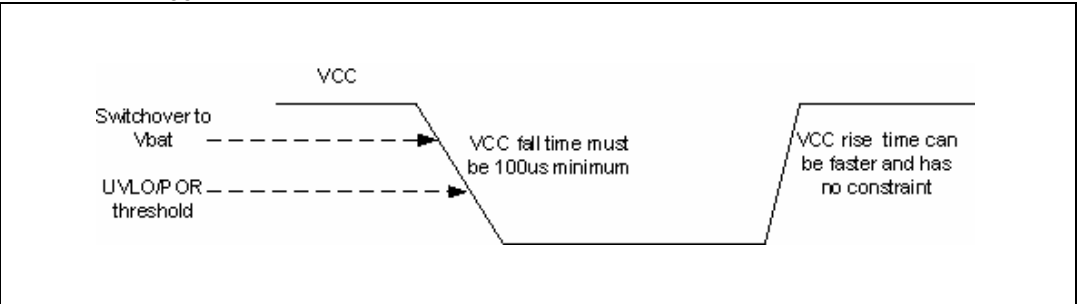 VCC
Switchover to
Vbat
UVLO/POR
threshold
VCC fall time must
be 100us minimum
VCC rise time can
be faster and has
no constraint